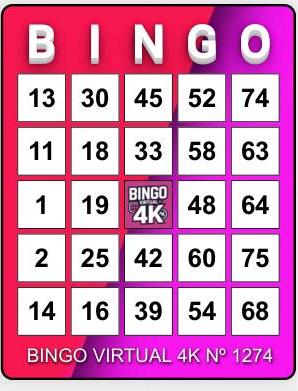 B I N G O
13 30 45 52 74
11 18 33 58 63
1 19 BINGO VIRTUAL 4K 48 64
2 25 42 60 75
14 16 39 54 68
BINGO VIRTUAL 4K Nº 1274